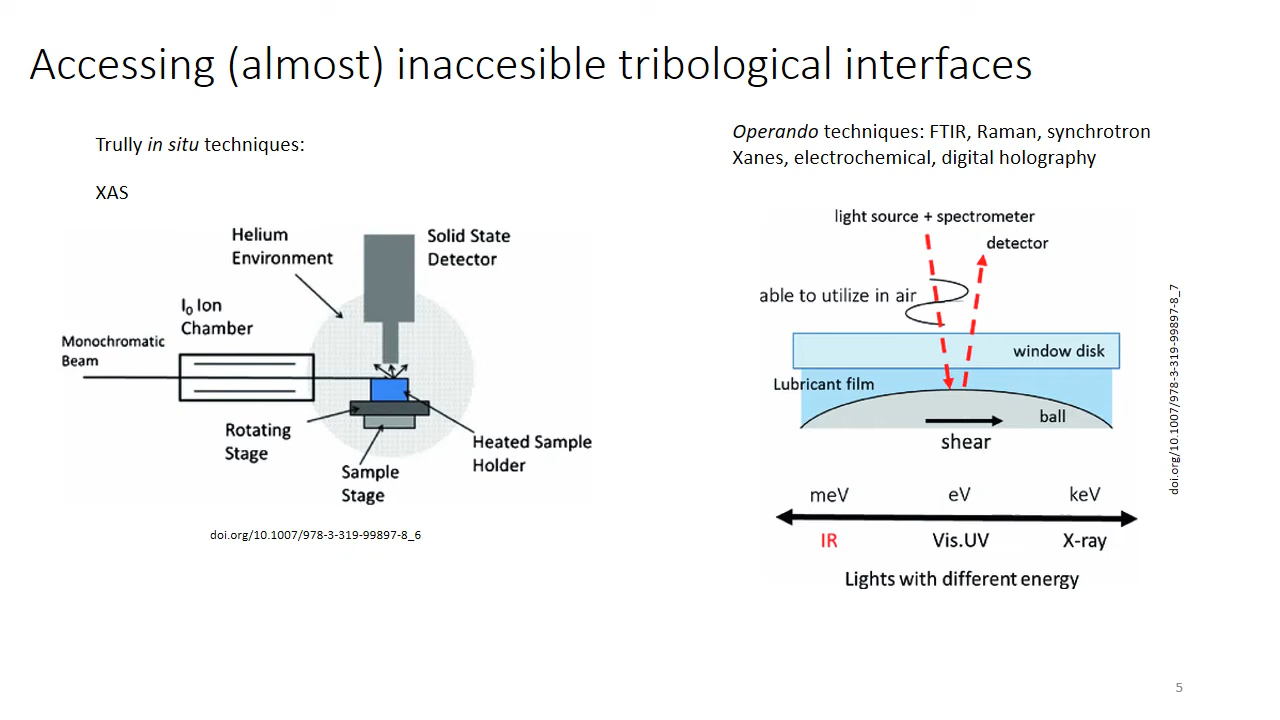 Accessing (almost) inaccesible tribological interfaces
Trully in situ techniques:
XAS
Helium
Environment
Solid State
Detector
I0 Ion
Chamber
Monochromatic
Beam
Rotating
Stage
Sample
Stage
Heated Sample
Holder
doi.org/10.1007/978-3-319-99897-8_6
Operando techniques: FTIR, Raman, synchrotron
Xanes, electrochemical, digital holography
light source + spectrometer
detector
able to utilize in air
window disk
Lubricant film
ball
shear
meV eV keV
IR Vis.UV X-ray
Lights with different energy
doi.org/10.1007/978-3-319-99897-8_7
5